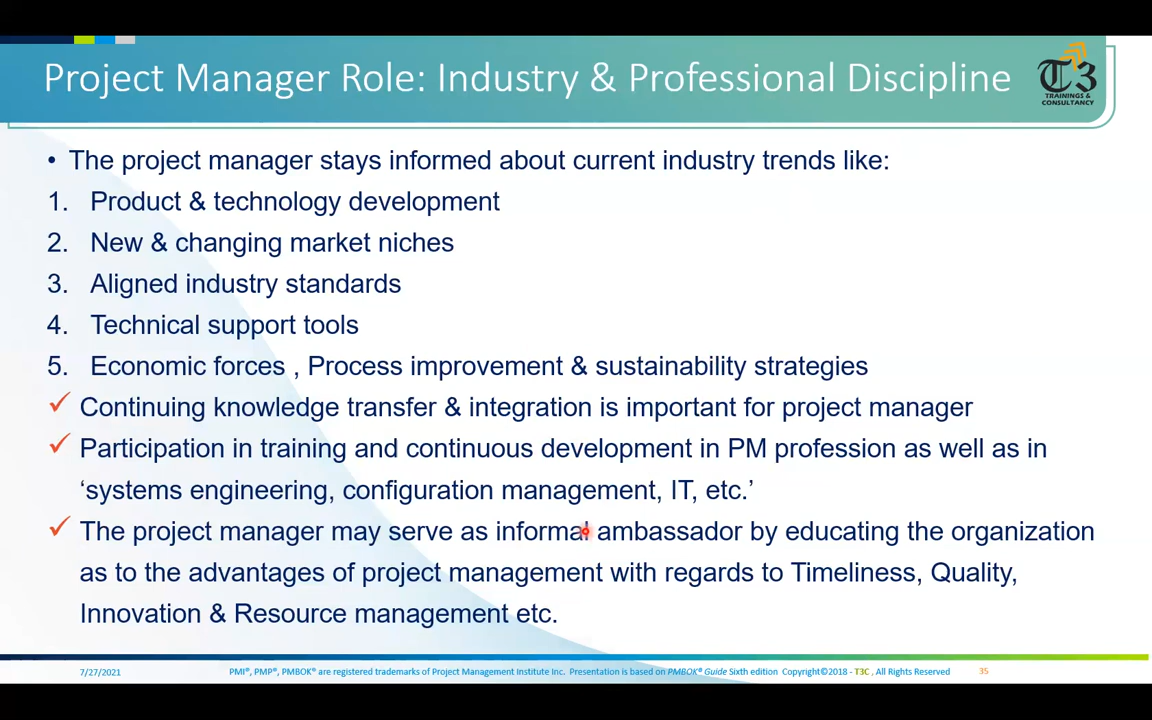 Project Manager Role: Industry & Professional Discipline
T3
TRAININGS &
CONSULTANCY
• The project manager stays informed about current industry trends like:
1. Product & technology development
2. New & changing market niches
3. Aligned industry standards
4. Technical support tools
5. Economic forces , Process improvement & sustainability strategies
✓ Continuing knowledge transfer & integration is important for project manager
✓ Participation in training and continuous development in PM profession as well as in
‘systems engineering, configuration management, IT, etc.’
✓ The project manager may serve as informal ambassador by educating the organization
as to the advantages of project management with regards to Timeliness, Quality,
Innovation & Resource management etc.
7/27/2021 PMI®, PMP®, PMBOK® are registered trademarks of Project Management Institute Inc. Presentation is based on PMBOK® Guide Sixth edition Copyright©2018 - T3C , All Rights Reserved 35